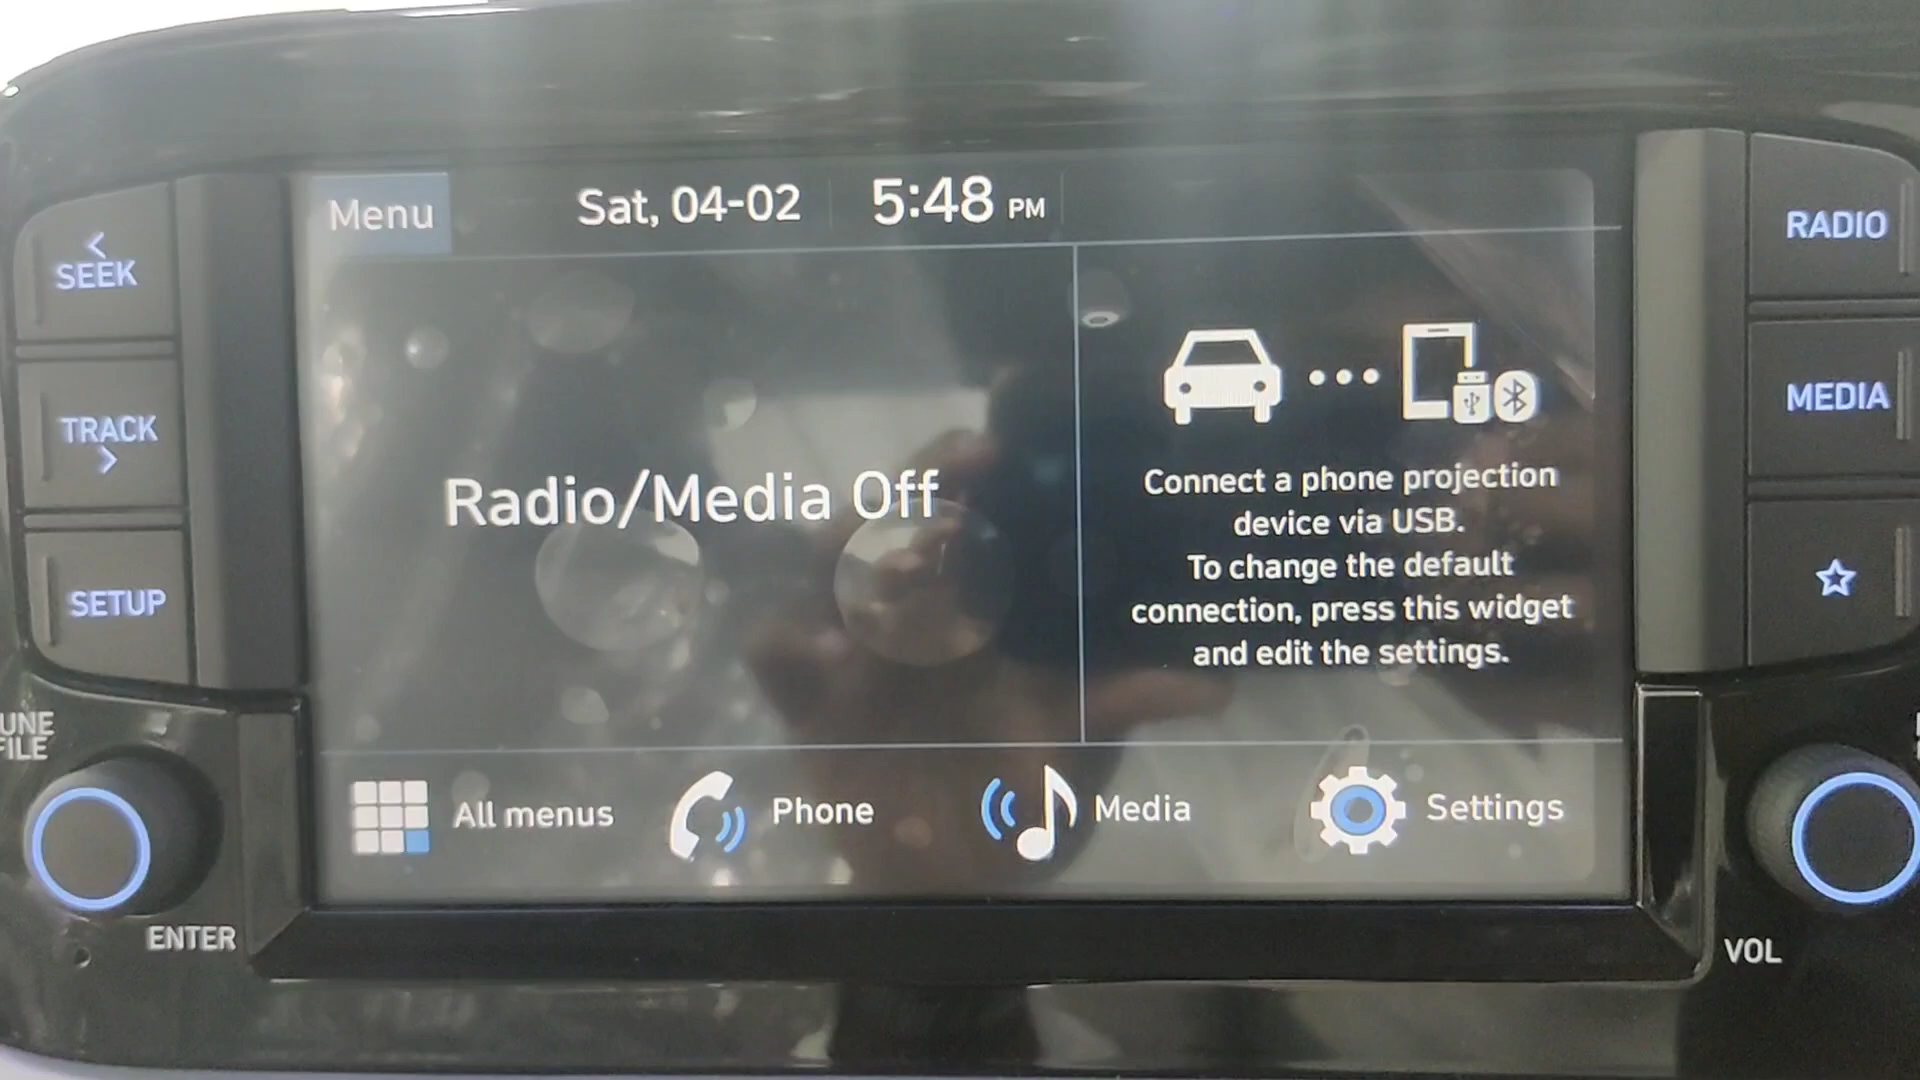 Menu
Sat, 04-02
5:48 PM
<
SEEK
TRACK
>
SETUP
Radio/Media Off
Connect a phone projection
device via USB.
To change the default
connection, press this widget
and edit the settings.
All menus
Phone
Media
Settings
RADIO
MEDIA
UNE
FILE
ENTER
VOL